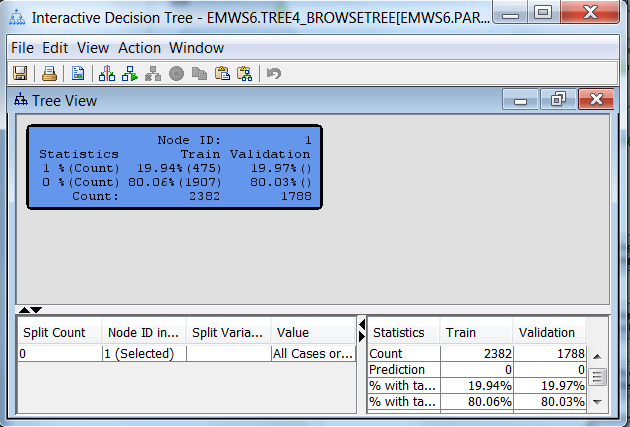 Interactive Decision Tree - EMWS6.TREE4_BROWSETREE[EMWS6.PAR...
File Edit View Action Window
Tree View
Node ID: 1
Statistics Train Validation
1 %(Count) 19.94%(475) 19.97%()
0 %(Count) 80.06%(1907) 80.03%()
Count: 2382 1788
Split Count Node ID in... Split Varia... Value
0 1 (Selected) All Cases or...
Statistics Train Validation
Count 2382 1788
Prediction 0 0
% with ta... 19.94% 19.97%
% with ta... 80.06% 80.03%